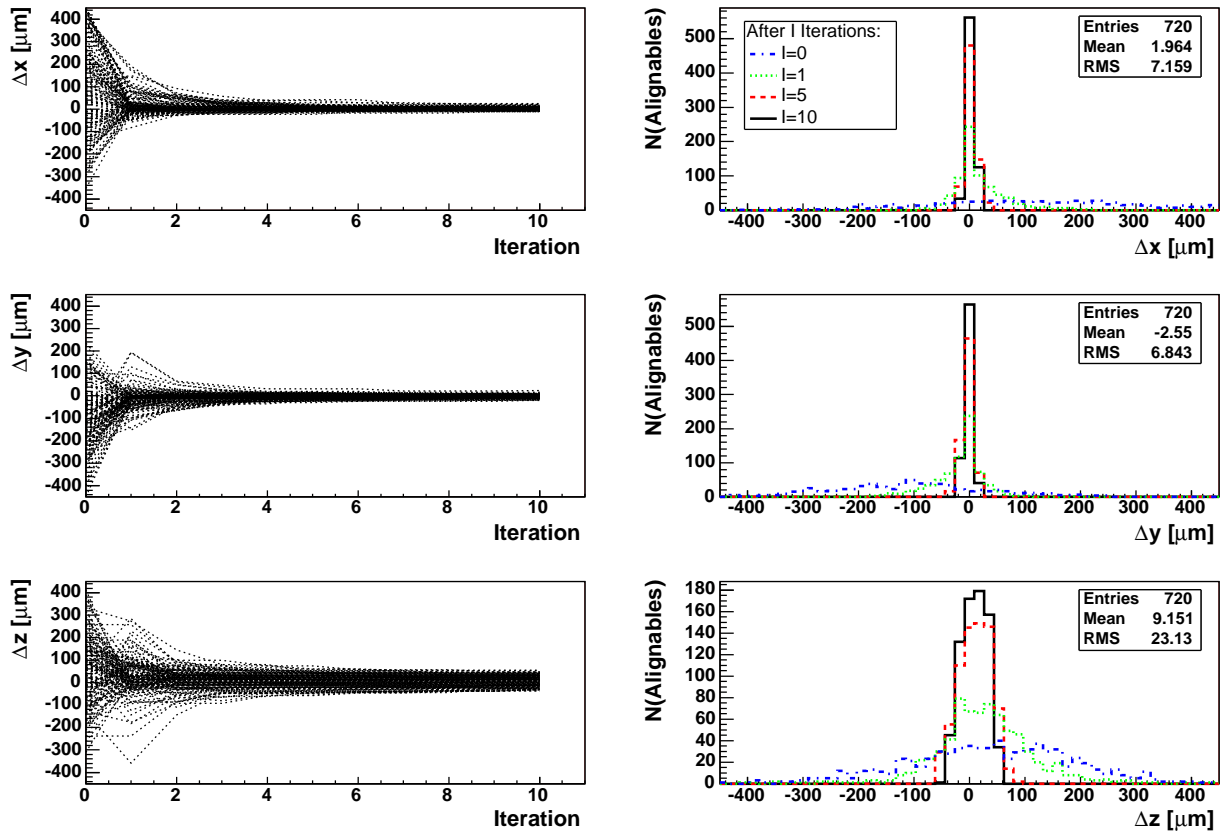 Δx [μm]
400
300
200
100
0
-100
-200
-300
-400
0 2 4 6 8 10
Iteration
N(Alignables)
500
400
300
200
100
0
After I Iterations:
I=0
I=1
I=5
I=10
Entries 720
Mean 1.964
RMS 7.159
-400 -300 -200 -100 0 100 200 300 400
Δx [μm]
Δy [μm]
400
300
200
100
0
-100
-200
-300
-400
0 2 4 6 8 10
Iteration
N(Alignables)
500
400
300
200
100
0
Entries 720
Mean -2.55
RMS 6.843
-400 -300 -200 -100 0 100 200 300 400
Δy [μm]
Δz [μm]
400
300
200
100
0
-100
-200
-300
-400
0 2 4 6 8 10
Iteration
N(Alignables)
180
160
140
120
100
80
60
40
20
0
Entries 720
Mean 9.151
RMS 23.13
-400 -300 -200 -100 0 100 200 300 400
Δz [μm]